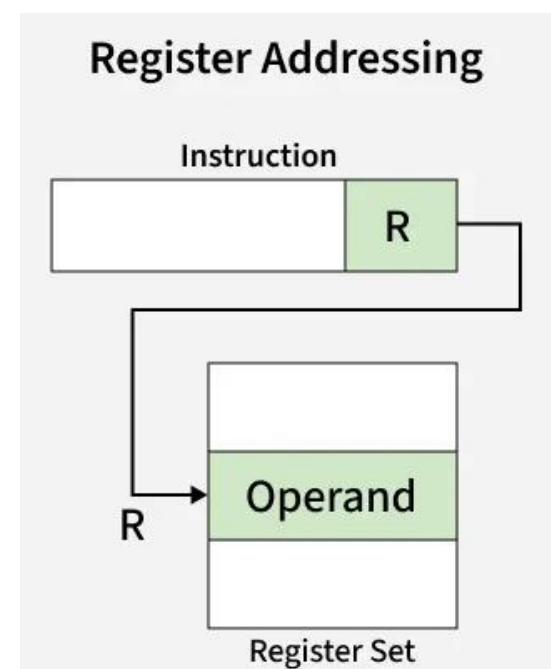 Register Addressing
Instruction
R
Operand
R
Register Set